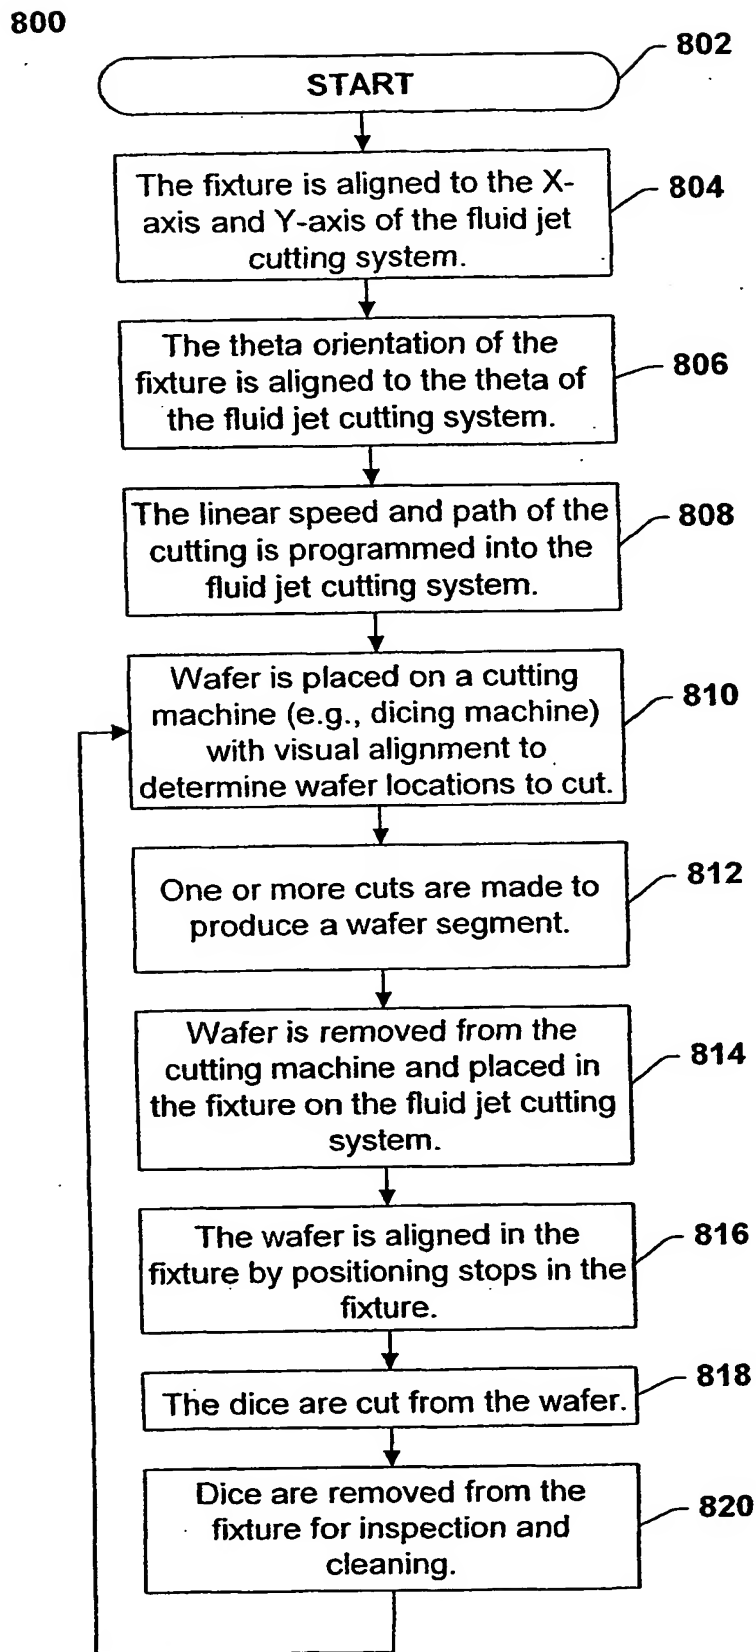 800
START
802
The fixture is aligned to the X-
axis and Y-axis of the fluid jet
cutting system.
804
The theta orientation of the
fixture is aligned to the theta of
the fluid jet cutting system.
806
The linear speed and path of the
cutting is programmed into the
fluid jet cutting system.
808
Wafer is placed on a cutting
machine (e.g., dicing machine)
with visual alignment to
determine wafer locations to cut.
810
One or more cuts are made to
produce a wafer segment.
812
Wafer is removed from the
cutting machine and placed in
the fixture on the fluid jet cutting
system.
814
The wafer is aligned in the
fixture by positioning stops in the
fixture.
816
The dice are cut from the wafer.
818
Dice are removed from the
fixture for inspection and
cleaning.
820